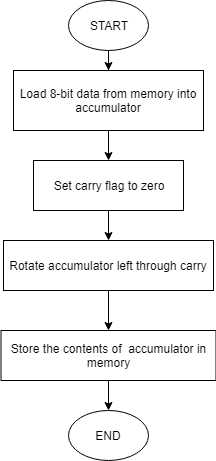 START
Load 8-bit data from memory into
accumulator
Set carry flag to zero
Rotate accumulator left through carry
Store the contents of accumulator in
memory
END